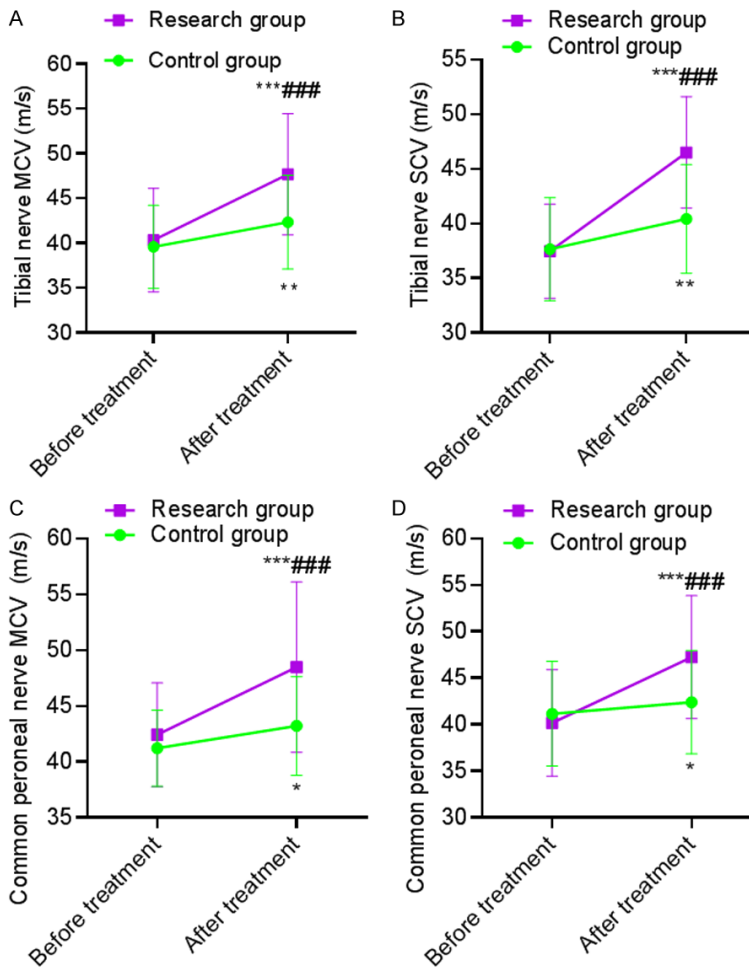 A
Research group
Control group
Tibial nerve MCV (m/s)
60
55
50
45
40
35
30
***###
**
Before treatment
After treatment
B
Research group
Control group
Tibial nerve SCV (m/s)
55
50
45
40
35
30
***###
**
Before treatment
After treatment
C
Research group
Control group
Common peroneal nerve MCV (m/s)
60
55
50
45
40
35
***###
*
Before treatment
After treatment
D
Research group
Control group
Common peroneal nerve SCV (m/s)
60
55
50
45
40
35
30
***###
*
Before treatment
After treatment